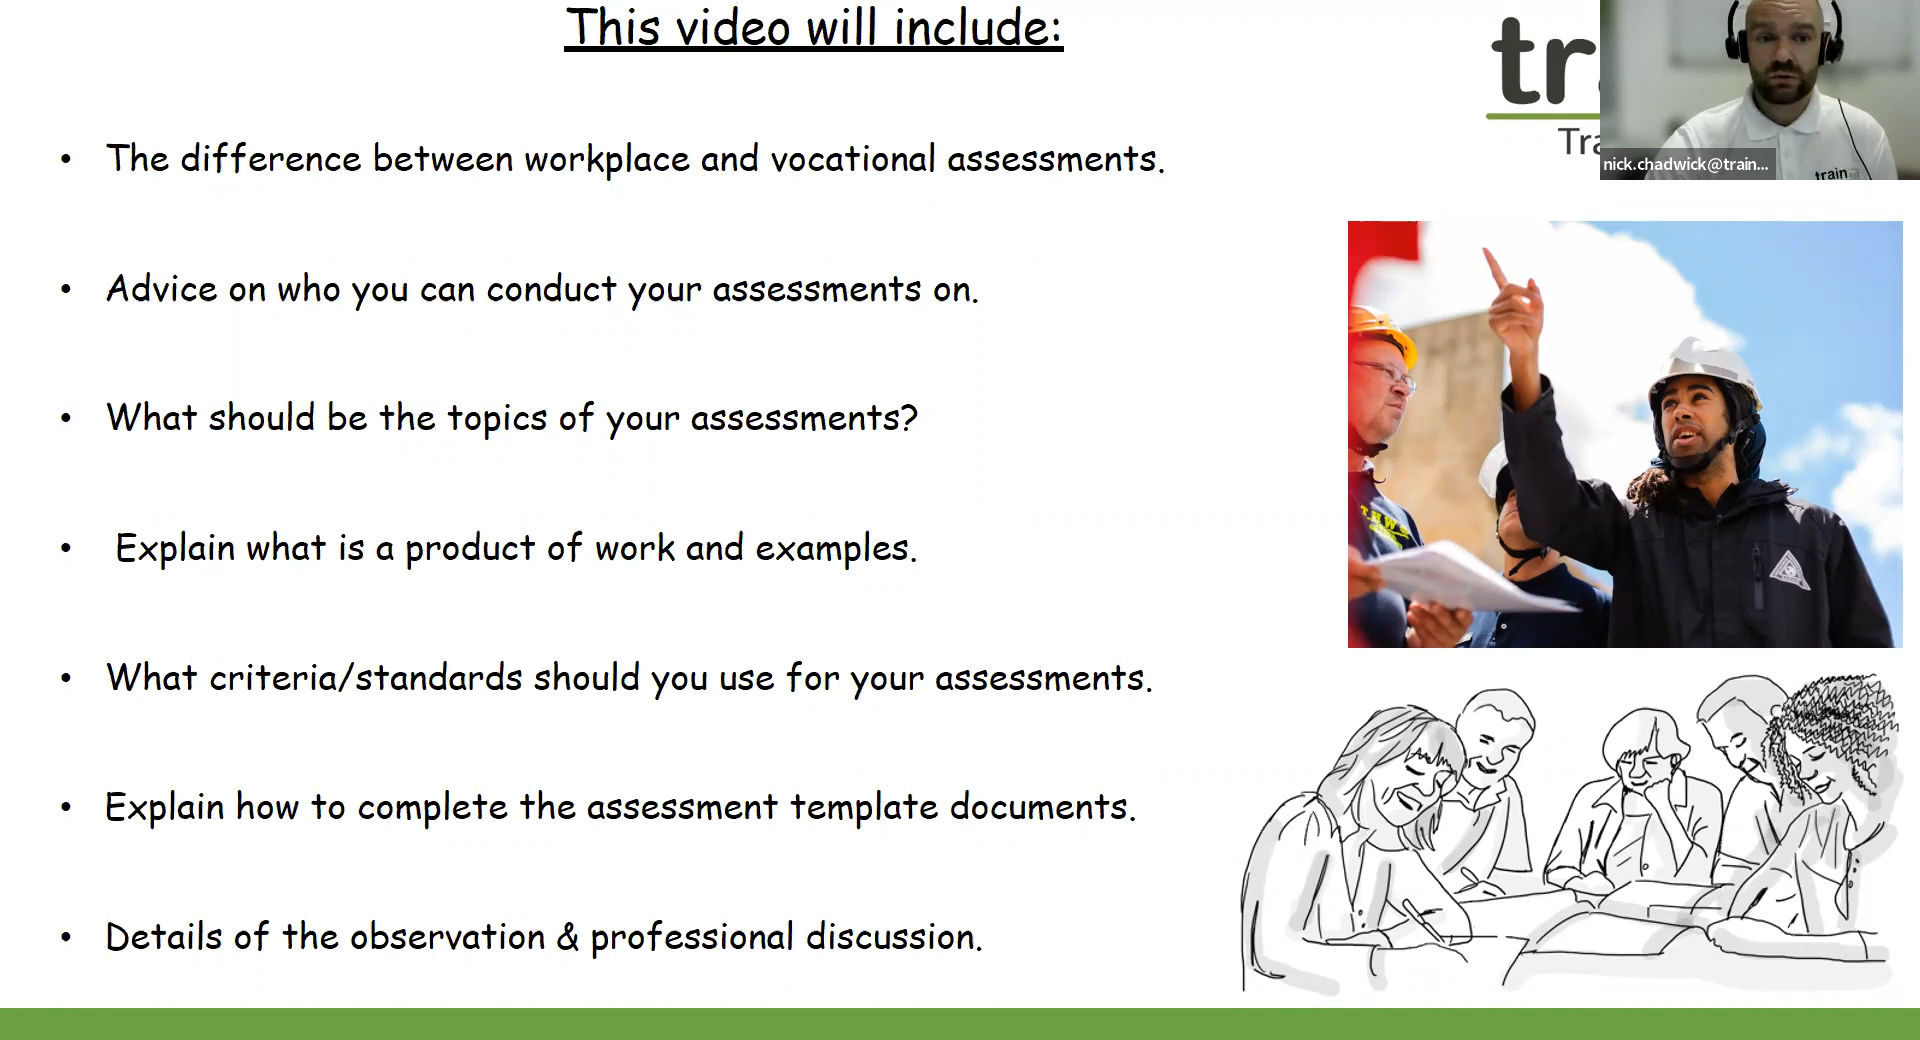 This video will include:
• The difference between workplace and vocational assessments.
• Advice on who you can conduct your assessments on.
• What should be the topics of your assessments?
• Explain what is a product of work and examples.
• What criteria/standards should you use for your assessments.
• Explain how to complete the assessment template documents.
• Details of the observation & professional discussion.
tr
Tra
nick.chadwick@train...
train